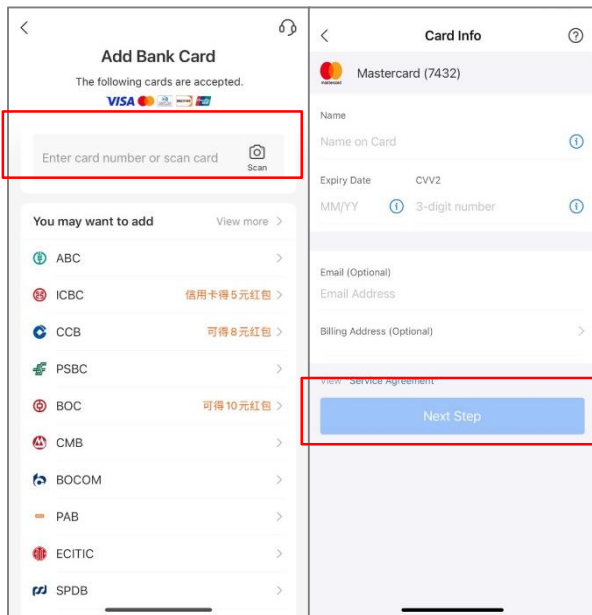 Add Bank Card
The following cards are accepted.
VISA
Enter card number or scan card
Scan
You may want to add View more
ABC
ICBC 信用卡得5元红包
CCB 可得8元红包
PSBC
BOC 可得10元红包
CMB
BOCOM
PAB
ECITIC
SPDB
Card Info
Mastercard (7432)
Name
Name on Card
Expiry Date CVV2
MM/YY 3-digit number
Email (Optional)
Email Address
Billing Address (Optional)
View "Service Agreement"
Next Step